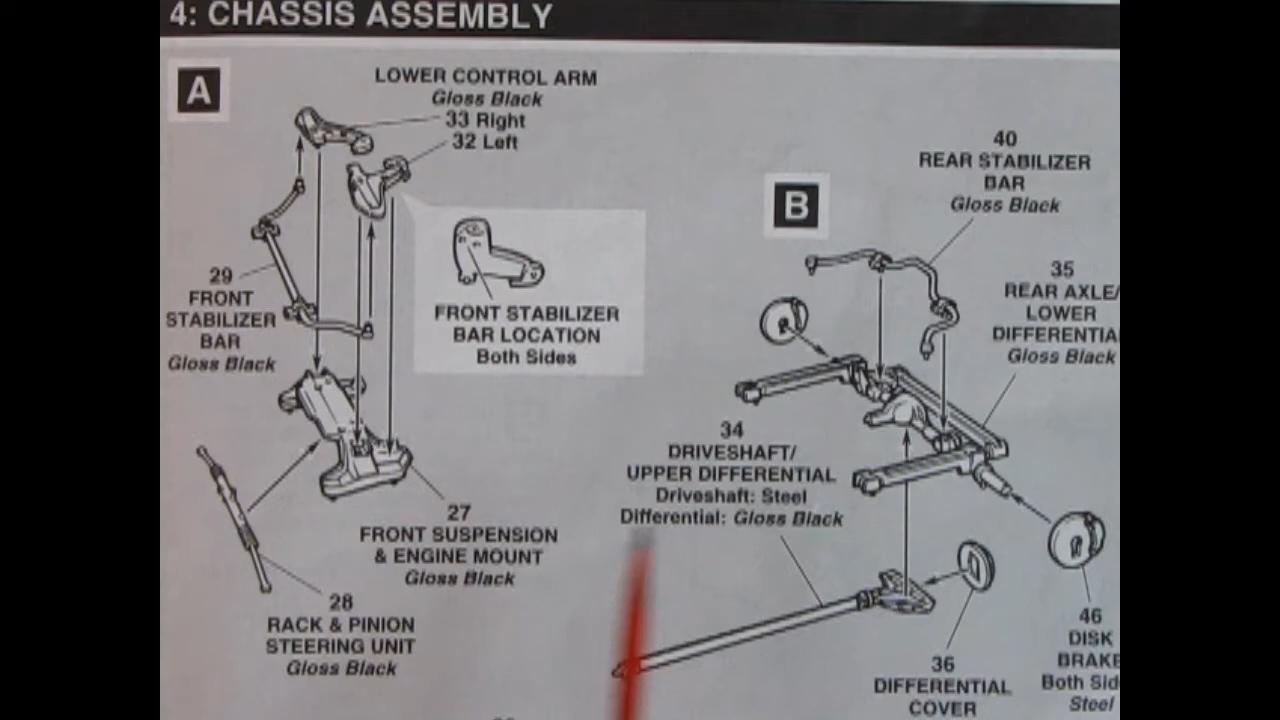 4: CHASSIS ASSEMBLY
A
LOWER CONTROL ARM
Gloss Black
33 Right
32 Left
29
FRONT
STABILIZER
BAR
Gloss Black
FRONT STABILIZER
BAR LOCATION
Both Sides
27
FRONT SUSPENSION
& ENGINE MOUNT
Gloss Black
28
RACK & PINION
STEERING UNIT
Gloss Black
B
40
REAR STABILIZER
BAR
Gloss Black
35
REAR AXLE/
LOWER
DIFFERENTIA
Gloss Black
34
DRIVESHAFT/
UPPER DIFFERENTIAL
Driveshaft: Steel
Differential: Gloss Black
36
DIFFERENTIAL
COVER
46
DISK
BRAKE
Both Sid
Steel